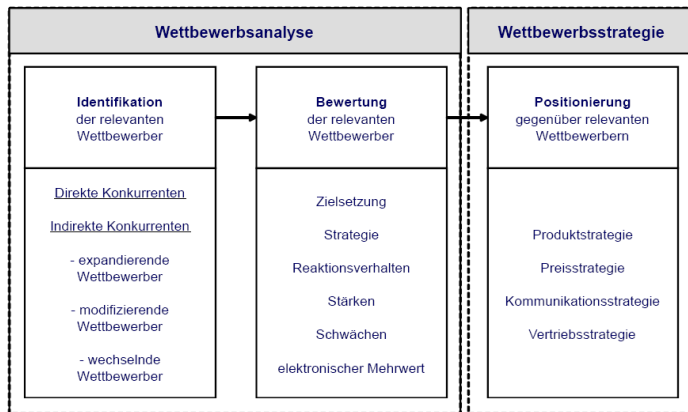 Wettbewerbsanalyse
Wettbewerbsstrategie
Identifikation
der relevanten
Wettbewerber
Bewertung
der relevanten
Wettbewerber
Positionierung
gegenüber relevanten
Wettbewerbern
Direkte Konkurrenten
Indirekte Konkurrenten
- expandierende
Wettbewerber
- modifizierende
Wettbewerber
- wechselnde
Wettbewerber
Zielsetzung
Strategie
Reaktionsverhalten
Stärken
Schwächen
elektronischer Mehrwert
Produktstrategie
Preisstrategie
Kommunikationsstrategie
Vertriebsstrategie